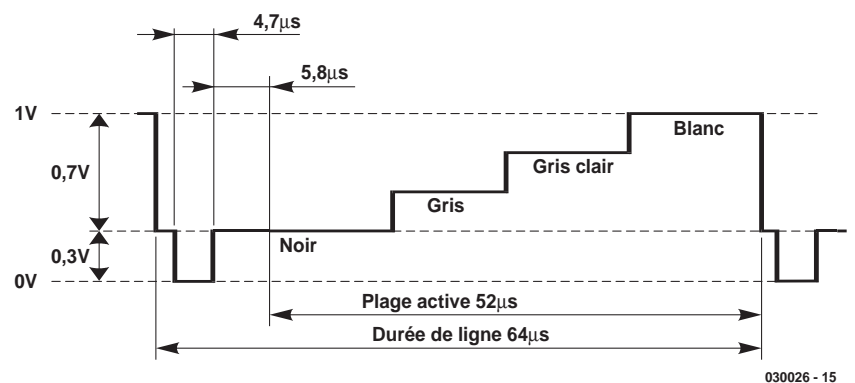 4,7μs
5,8μs
1V
Blanc
0,7V
Gris clair
Gris
Noir
0,3V
0V
Plage active 52μs
Durée de ligne 64μs
030026 - 15